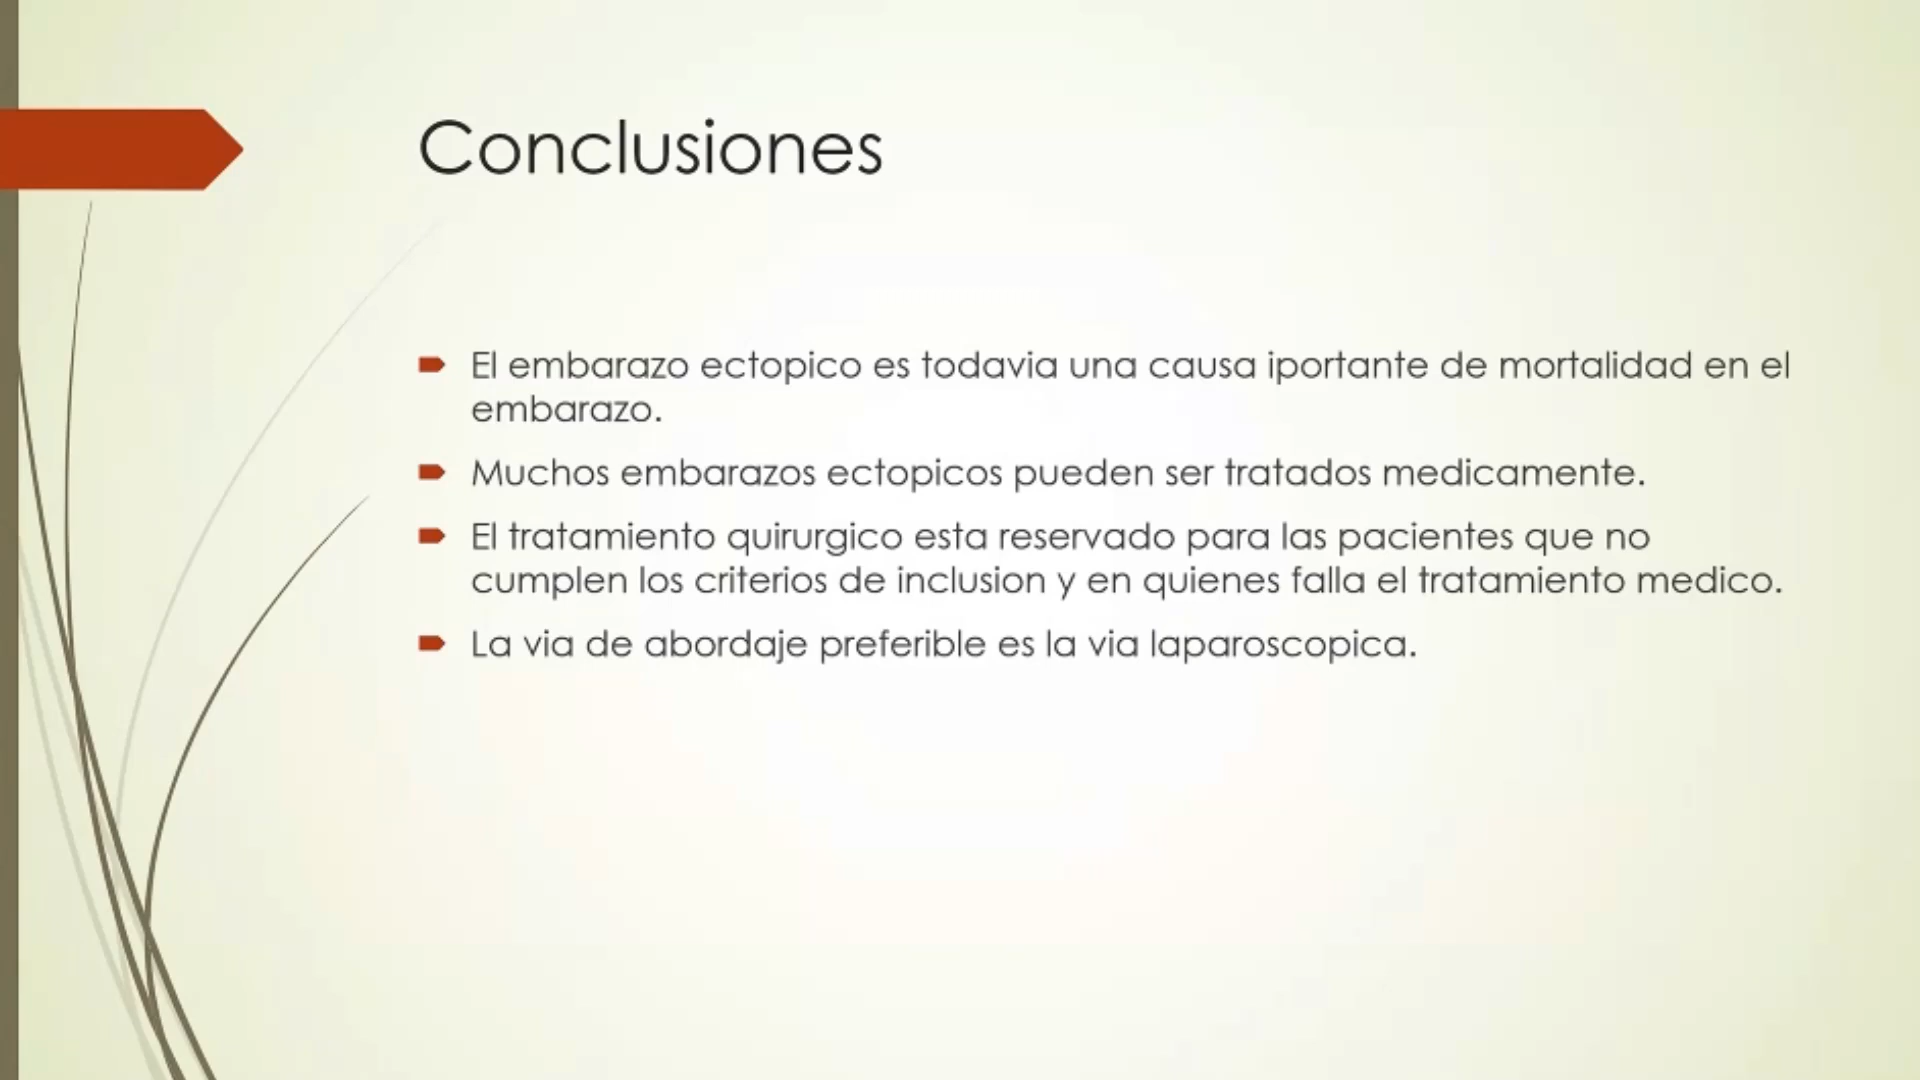 Conclusiones
El embarazo ectopico es todavia una causa iportante de mortalidad en el
embarazo.
Muchos embarazos ectopicos pueden ser tratados medicamente.
El tratamiento quirurgico esta reservado para las pacientes que no
cumplen los criterios de inclusion y en quienes falla el tratamiento medico.
La via de abordaje preferible es la via laparoscopica.